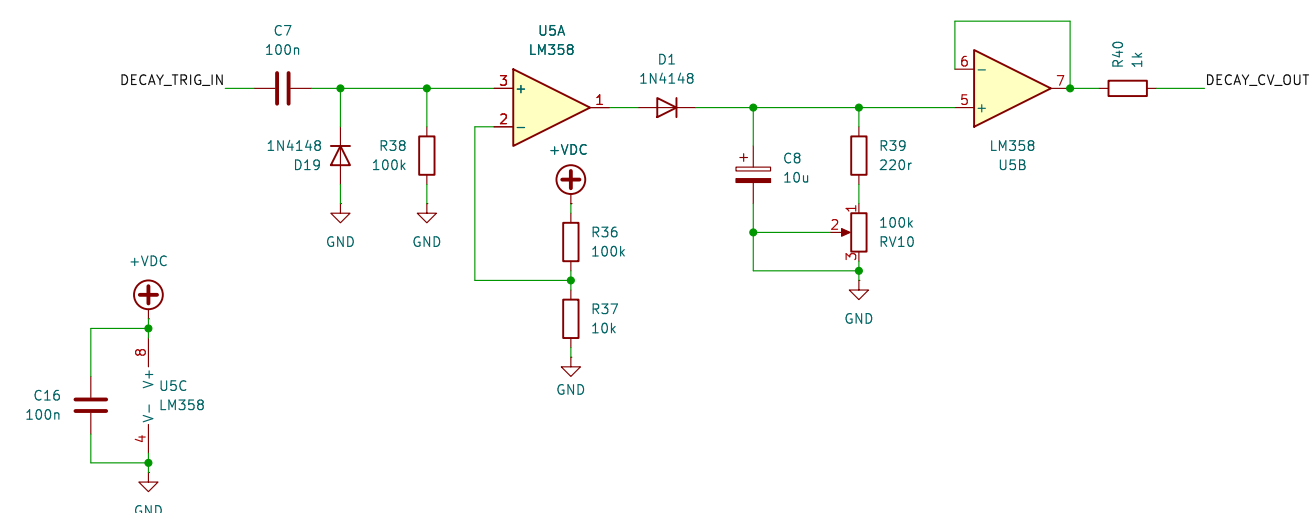 C7
100n
DECAY_TRIG_IN
1N4148
D19
GND
R38
100k
GND
U5A
LM358
3
+
2
−
1
+VDC
R36
100k
R37
10k
GND
D1
1N4148
+
C8
10u
R39
220r
1
2
3
100k
RV10
GND
6
−
5
+
7
LM358
U5B
R40
1k
DECAY_CV_OUT
+VDC
8
V+
U5C
LM358
V−
4
C16
100n
GND